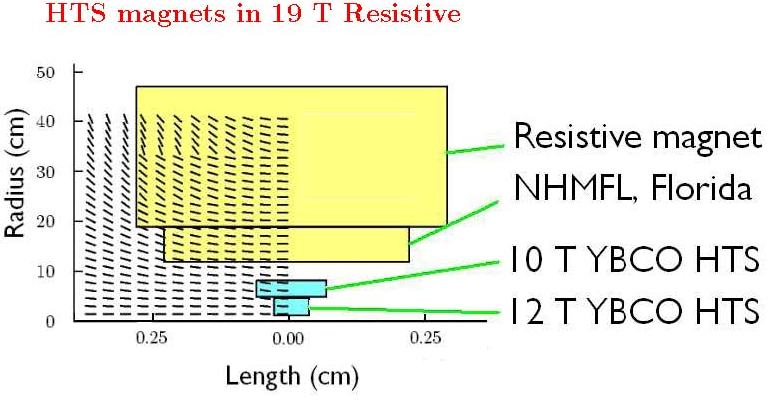 HTS magnets in 19 T Resistive
50
40
30
20
10
0
Radius (cm)
0.25
0.00
0.25
Length (cm)
Resistive magnet
NHMFL, Florida
10 T YBCO HTS
12 T YBCO HTS